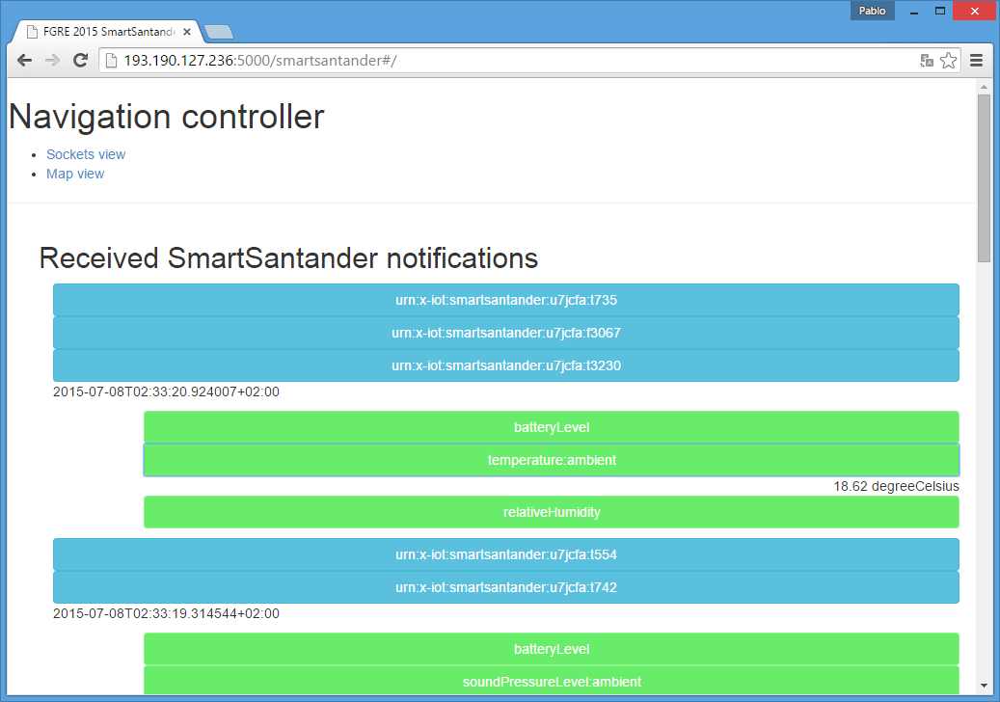 Pablo
FGRE 2015 SmartSantand
193.190.127.236:5000/smartsantander#/
Navigation controller
Sockets view
Map view
Received SmartSantander notifications
urn:x-iot:smartsantander:u7jcfa:t735
urn:x-iot:smartsantander:u7jcfa:f3067
urn:x-iot:smartsantander:u7jcfa:t3230
2015-07-08T02:33:20.924007+02:00
batteryLevel
temperature:ambient
18.62 degreeCelsius
relativeHumidity
urn:x-iot:smartsantander:u7jcfa:t554
urn:x-iot:smartsantander:u7jcfa:t742
2015-07-08T02:33:19.314544+02:00
batteryLevel
soundPressureLevel:ambient